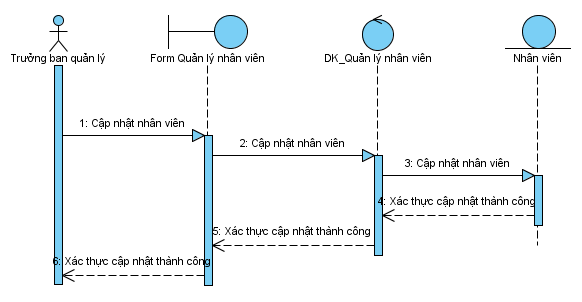 Trưởng ban quản lý
Form Quản lý nhân viên
DK_Quản lý nhân viên
Nhân viên
1: Cập nhật nhân viên
2: Cập nhật nhân viên
3: Cập nhật nhân viên
4: Xác thực cập nhật thành công
5: Xác thực cập nhật thành công
6: Xác thực cập nhật thành công